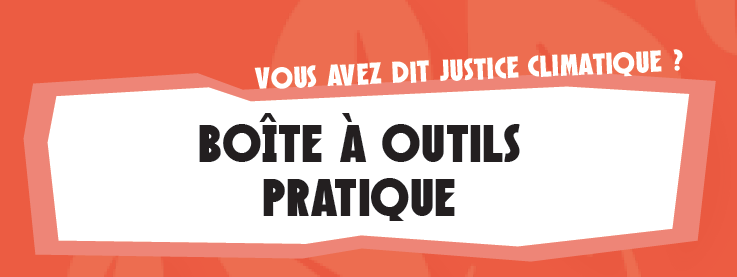 VOUS AVEZ DIT JUSTICE CLIMATIQUE ?
BOÎTE À OUTILS
PRATIQUE